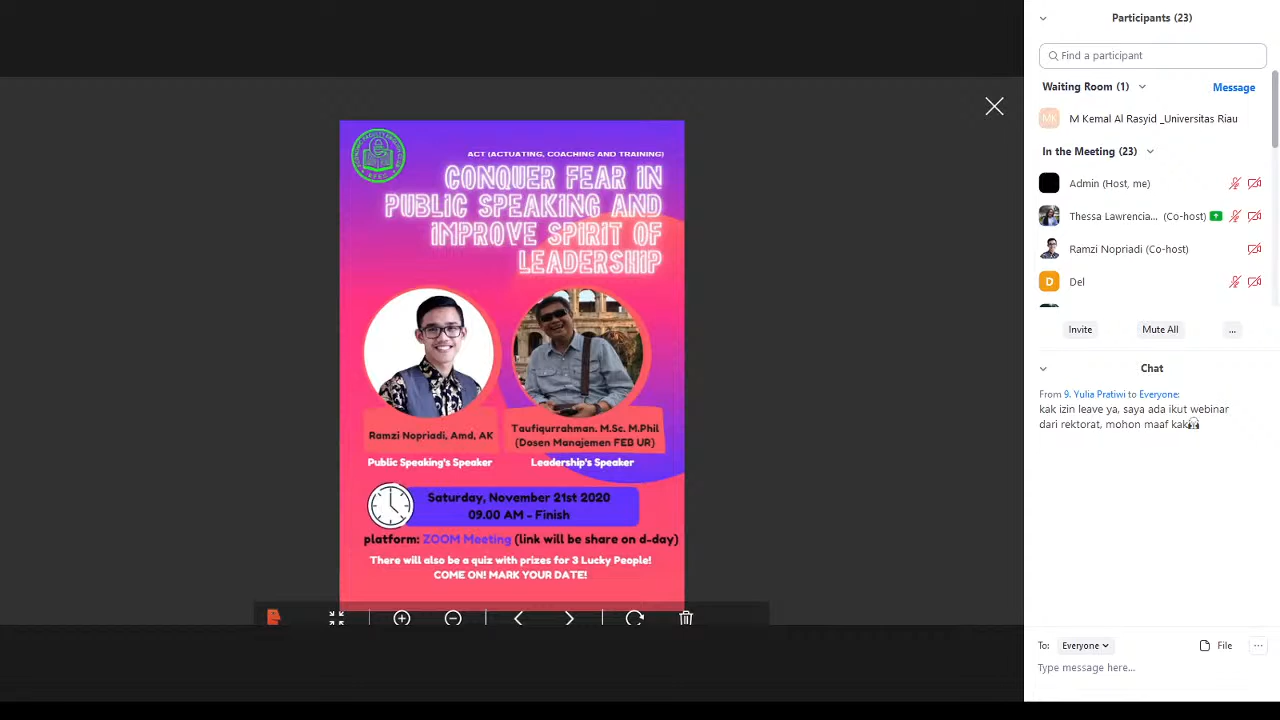 ACT (ACTUATING, COACHING AND TRAINING)
CONQUER FEAR IN
PUBLIC SPEAKING AND
IMPROVE SPIRIT OF
LEADERSHIP
Ramzi Nopriadi, Amd, AK
Public Speaking's Speaker
Taufiqurrahman. M.Sc. M.Phil
(Dosen Manajemen FEB UR)
Leadership's Speaker
Saturday, November 21st 2020
09.00 AM - Finish
platform: ZOOM Meeting (link will be share on d-day)
There will also be a quiz with prizes for 3 Lucky People!
COME ON! MARK YOUR DATE!
Participants (23)
Find a participant
Waiting Room (1)
Message
MK
M Kemal Al Rasyid _Universitas Riau
In the Meeting (23)
Admin (Host, me)
Thessa Lawrencia... (Co-host)
Ramzi Nopriadi (Co-host)
D
Del
Invite
Mute All
...
Chat
From 9. Yulia Pratiwi to Everyone:
kak izin leave ya, saya ada ikut webinar
dari rektorat, mohon maaf kak
To:
Everyone
File
...
Type message here...